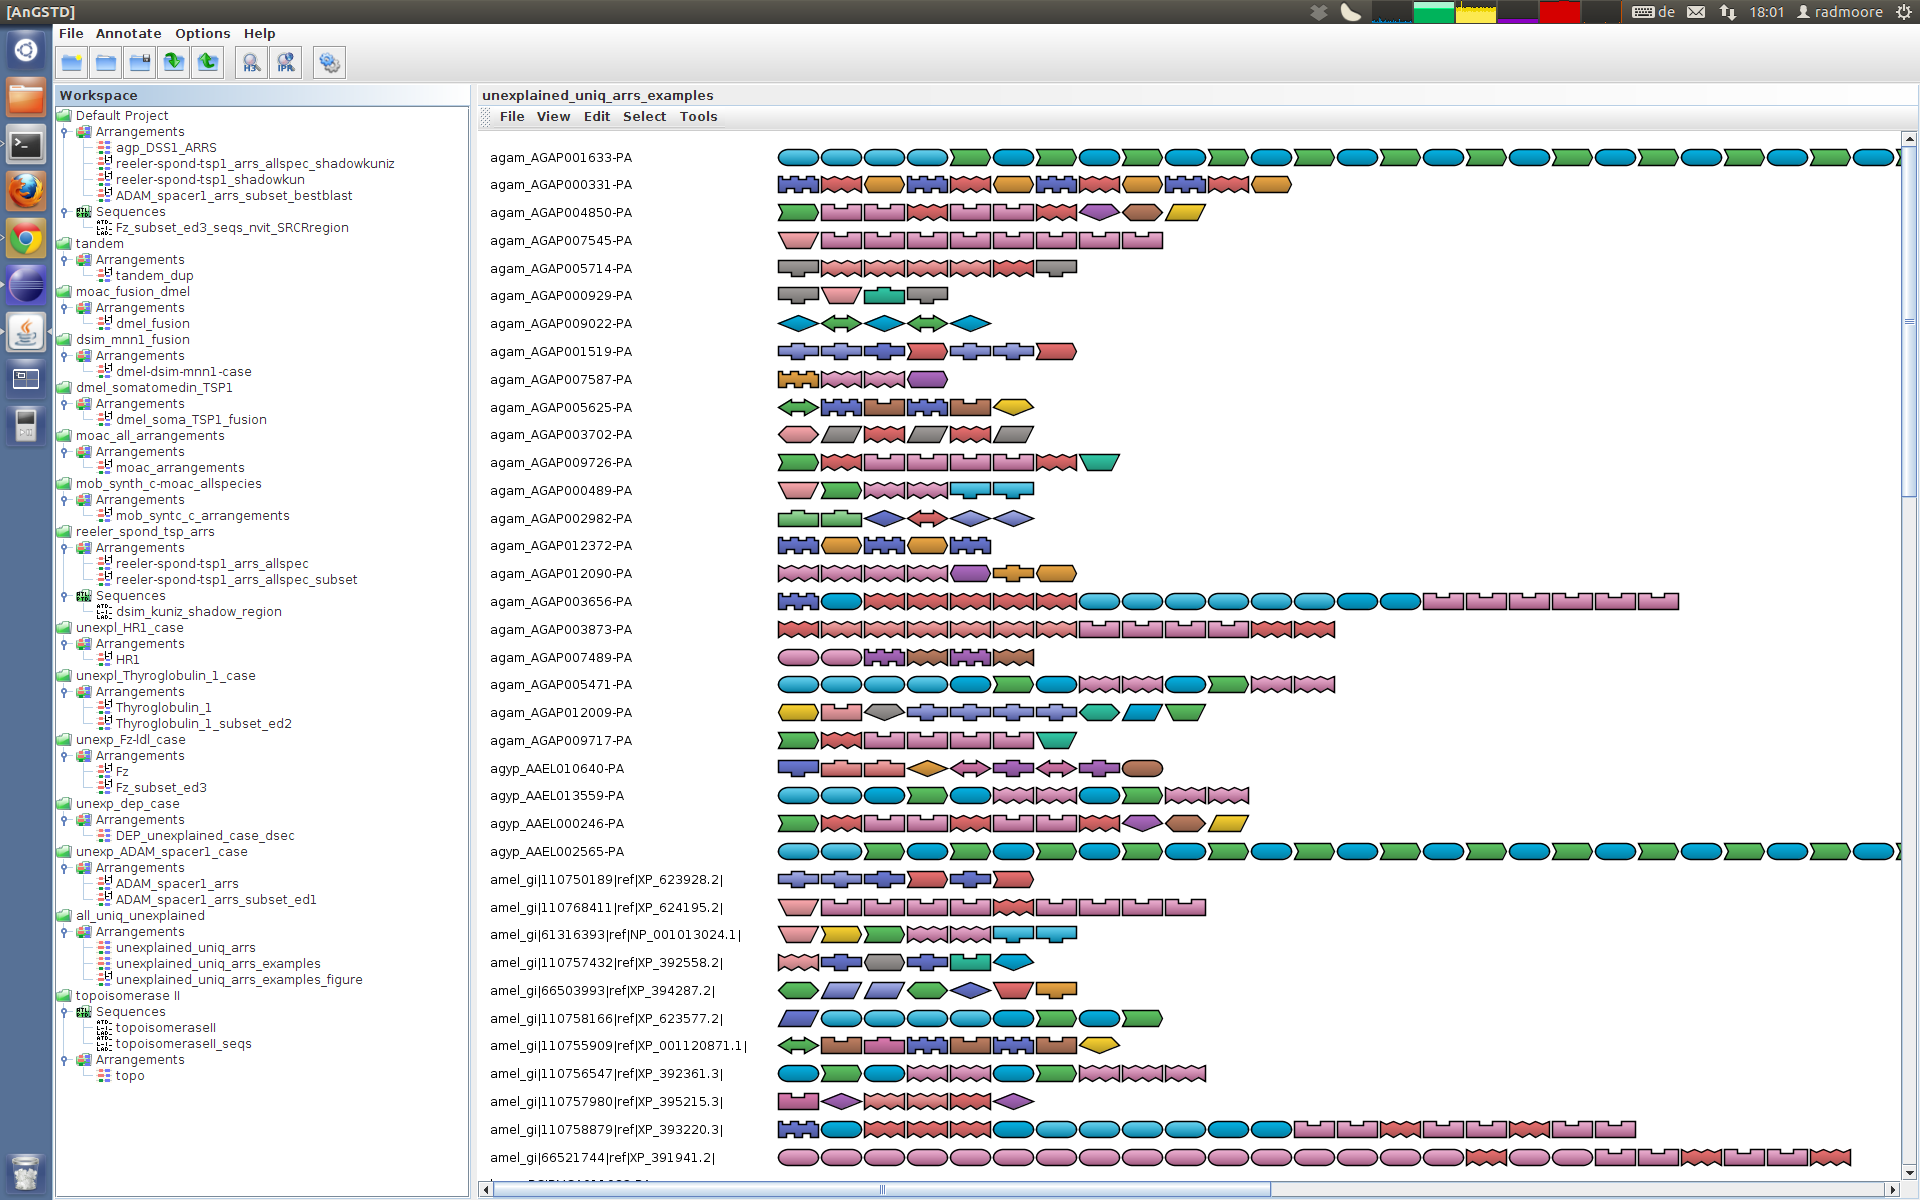 [AnGSTD]
de
18:01
radmoore
File Annotate Options Help
H3
IPR
Workspace
Default Project
Arrangements
agp_DSS1_ARRS
reeler-spond-tsp1_arrs_allspec_shadowkuniz
reeler-spond-tsp1_shadowkun
ADAM_spacer1_arrs_subset_bestblast
Sequences
Fz_subset_ed3_seqs_nvit_SRCRregion
tandem
Arrangements
tandem_dup
moac_fusion_dmel
Arrangements
dmel_fusion
dsim_mnn1_fusion
Arrangements
dmel-dsim-mnn1-case
dmel_somatomedin_TSP1
Arrangements
dmel_soma_TSP1_fusion
moac_all_arrangements
Arrangements
moac_arrangements
mob_synth_c-moac_allspecies
Arrangements
mob_syntc_c_arrangements
reeler_spond_tsp_arrs
Arrangements
reeler-spond-tsp1_arrs_allspec
reeler-spond-tsp1_arrs_allspec_subset
Sequences
dsim_kuniz_shadow_region
unexpl_HR1_case
Arrangements
HR1
unexpl_Thyroglobulin_1_case
Arrangements
Thyroglobulin_1
Thyroglobulin_1_subset_ed2
unexp_Fz-ldl_case
Arrangements
Fz
Fz_subset_ed3
unexp_dep_case
Arrangements
DEP_unexplained_case_dsec
unexp_ADAM_spacer1_case
Arrangements
ADAM_spacer1_arrs
ADAM_spacer1_arrs_subset_ed1
all_uniq_unexplained
Arrangements
unexplained_uniq_arrs
unexplained_uniq_arrs_examples
unexplained_uniq_arrs_examples_figure
topoisomerase II
Sequences
topoisomeraseII
topoisomeraseII_seqs
Arrangements
topo
unexplained_uniq_arrs_examples
File View Edit Select Tools
agam_AGAP001633-PA
agam_AGAP000331-PA
agam_AGAP004850-PA
agam_AGAP007545-PA
agam_AGAP005714-PA
agam_AGAP000929-PA
agam_AGAP009022-PA
agam_AGAP001519-PA
agam_AGAP007587-PA
agam_AGAP005625-PA
agam_AGAP003702-PA
agam_AGAP009726-PA
agam_AGAP000489-PA
agam_AGAP002982-PA
agam_AGAP012372-PA
agam_AGAP012090-PA
agam_AGAP003656-PA
agam_AGAP003873-PA
agam_AGAP007489-PA
agam_AGAP005471-PA
agam_AGAP012009-PA
agam_AGAP009717-PA
agyp_AAEL010640-PA
agyp_AAEL013559-PA
agyp_AAEL000246-PA
agyp_AAEL002565-PA
amel_gi|110750189|ref|XP_623928.2|
amel_gi|110768411|ref|XP_624195.2|
amel_gi|61316393|ref|NP_001013024.1|
amel_gi|110757432|ref|XP_392558.2|
amel_gi|66503993|ref|XP_394287.2|
amel_gi|110758166|ref|XP_623577.2|
amel_gi|110755909|ref|XP_001120871.1|
amel_gi|110756547|ref|XP_392361.3|
amel_gi|110757980|ref|XP_395215.3|
amel_gi|110758879|ref|XP_393220.3|
amel_gi|66521744|ref|XP_391941.2|